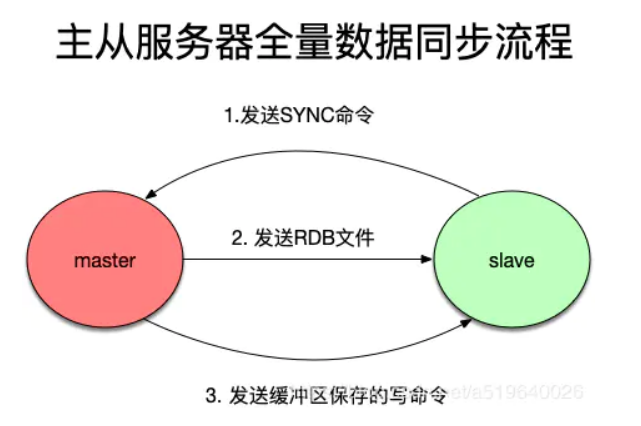 主从服务器全量数据同步流程
1.发送SYNC命令
master
2. 发送RDB文件
slave
3. 发送缓冲区保存的写命令
net/a519640026